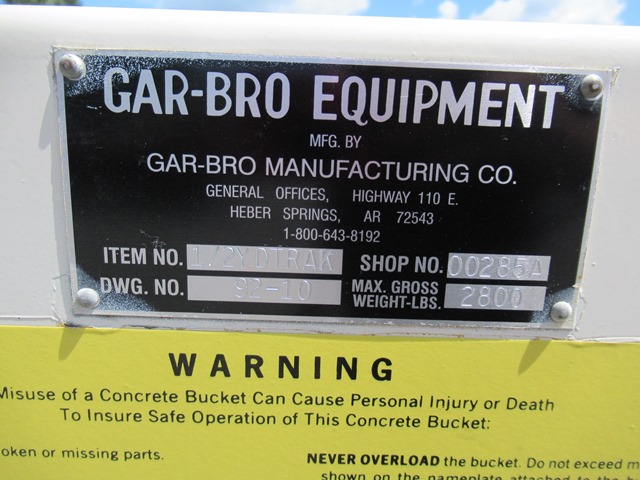 GAR-BRO EQUIPMENT
MFG. BY
GAR-BRO MANUFACTURING CO.
GENERAL OFFICES, HIGHWAY 110 E.
HEBER SPRINGS, AR 72543
1-800-643-8192
ITEM NO. 1/2YDTRAK SHOP NO. 00285A
DWG. NO. 92-10 MAX. GROSS WEIGHT-LBS. 2800
WARNING
Misuse of a Concrete Bucket Can Cause Personal Injury or Death
To Insure Safe Operation of This Concrete Bucket:
oken or missing parts.
NEVER OVERLOAD the bucket. Do not exceed m
shown on the nameplate attached to the b